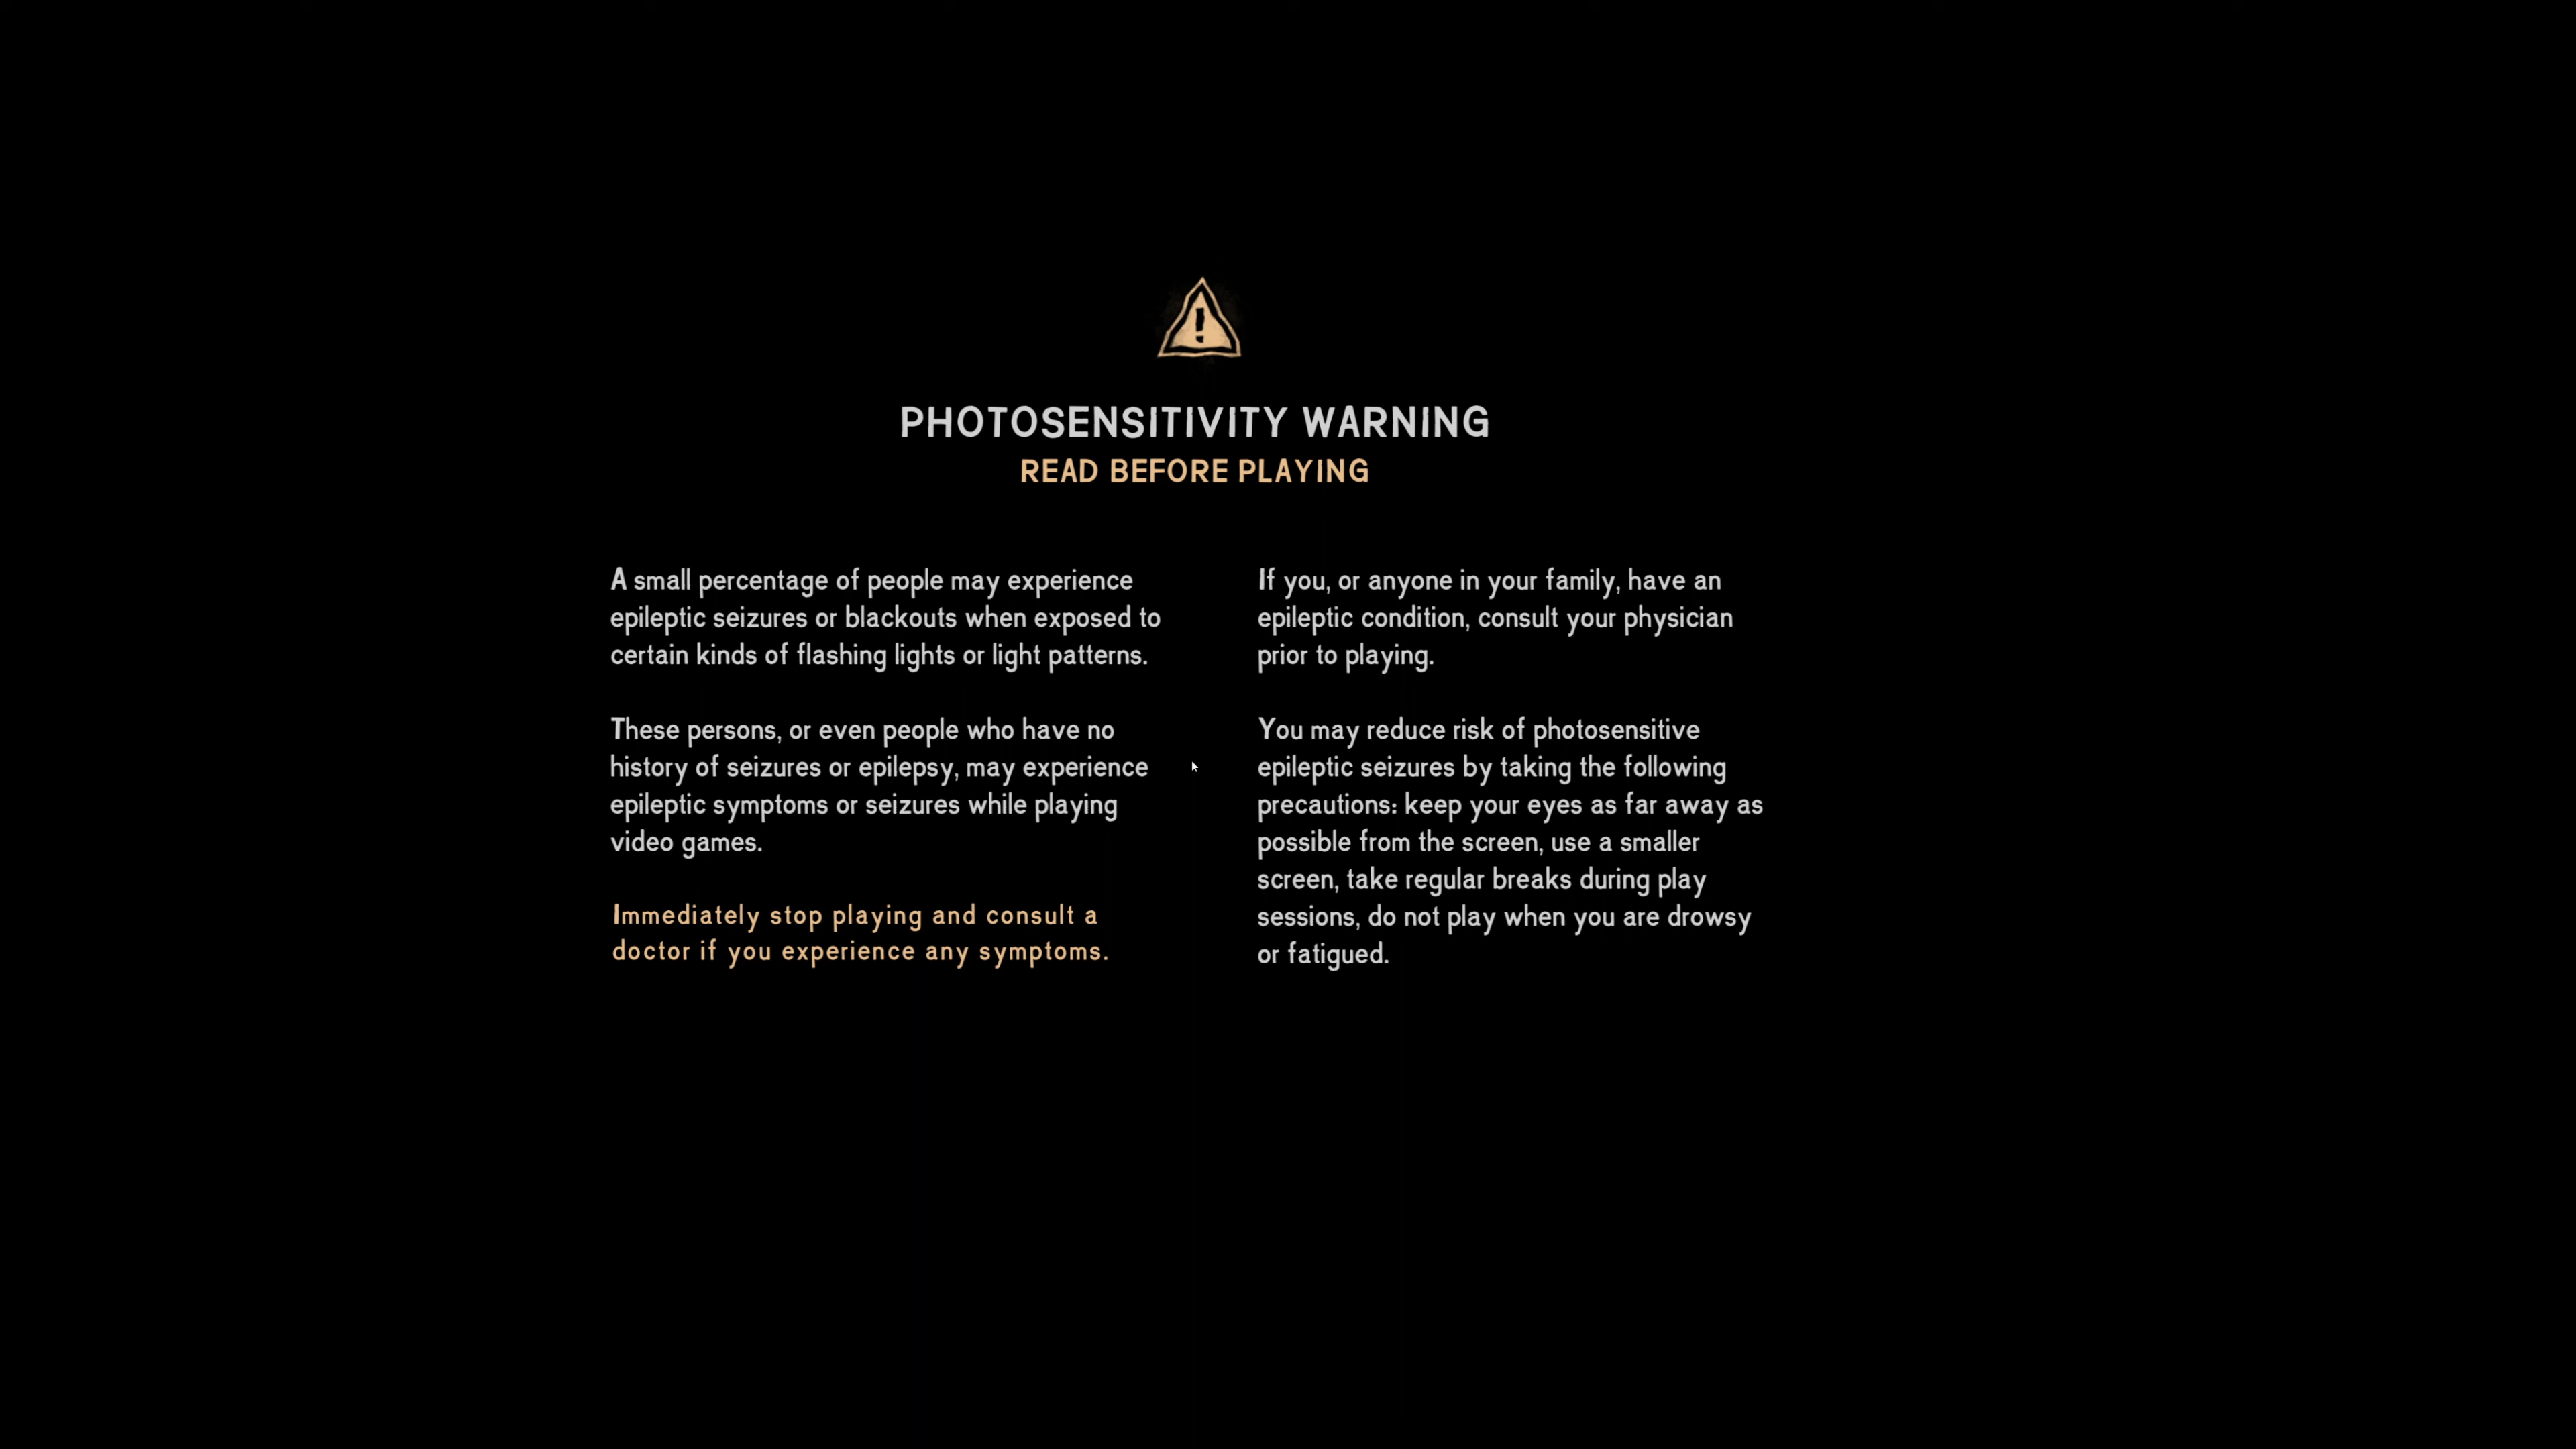 !
PHOTOSENSITIVITY WARNING
READ BEFORE PLAYING
A small percentage of people may experience
epileptic seizures or blackouts when exposed to
certain kinds of flashing lights or light patterns.
These persons, or even people who have no
history of seizures or epilepsy, may experience
epileptic symptoms or seizures while playing
video games.
Immediately stop playing and consult a
doctor if you experience any symptoms.
If you, or anyone in your family, have an
epileptic condition, consult your physician
prior to playing.
You may reduce risk of photosensitive
epileptic seizures by taking the following
precautions: keep your eyes as far away as
possible from the screen, use a smaller
screen, take regular breaks during play
sessions, do not play when you are drowsy
or fatigued.